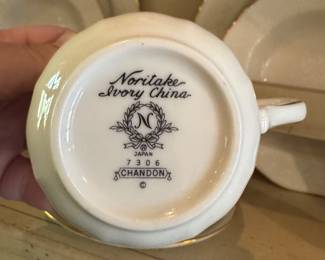 Noritake
Ivory China
N
®
JAPAN
7306
CHANDON
©